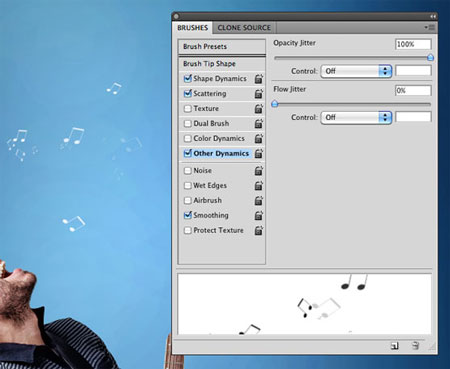 BRUSHES CLONE SOURCE
Brush Presets
Brush Tip Shape
Shape Dynamics
Scattering
Texture
Dual Brush
Color Dynamics
Other Dynamics
Noise
Wet Edges
Airbrush
Smoothing
Protect Texture
Opacity Jitter 100%
Control: Off
Flow Jitter 0%
Control: Off